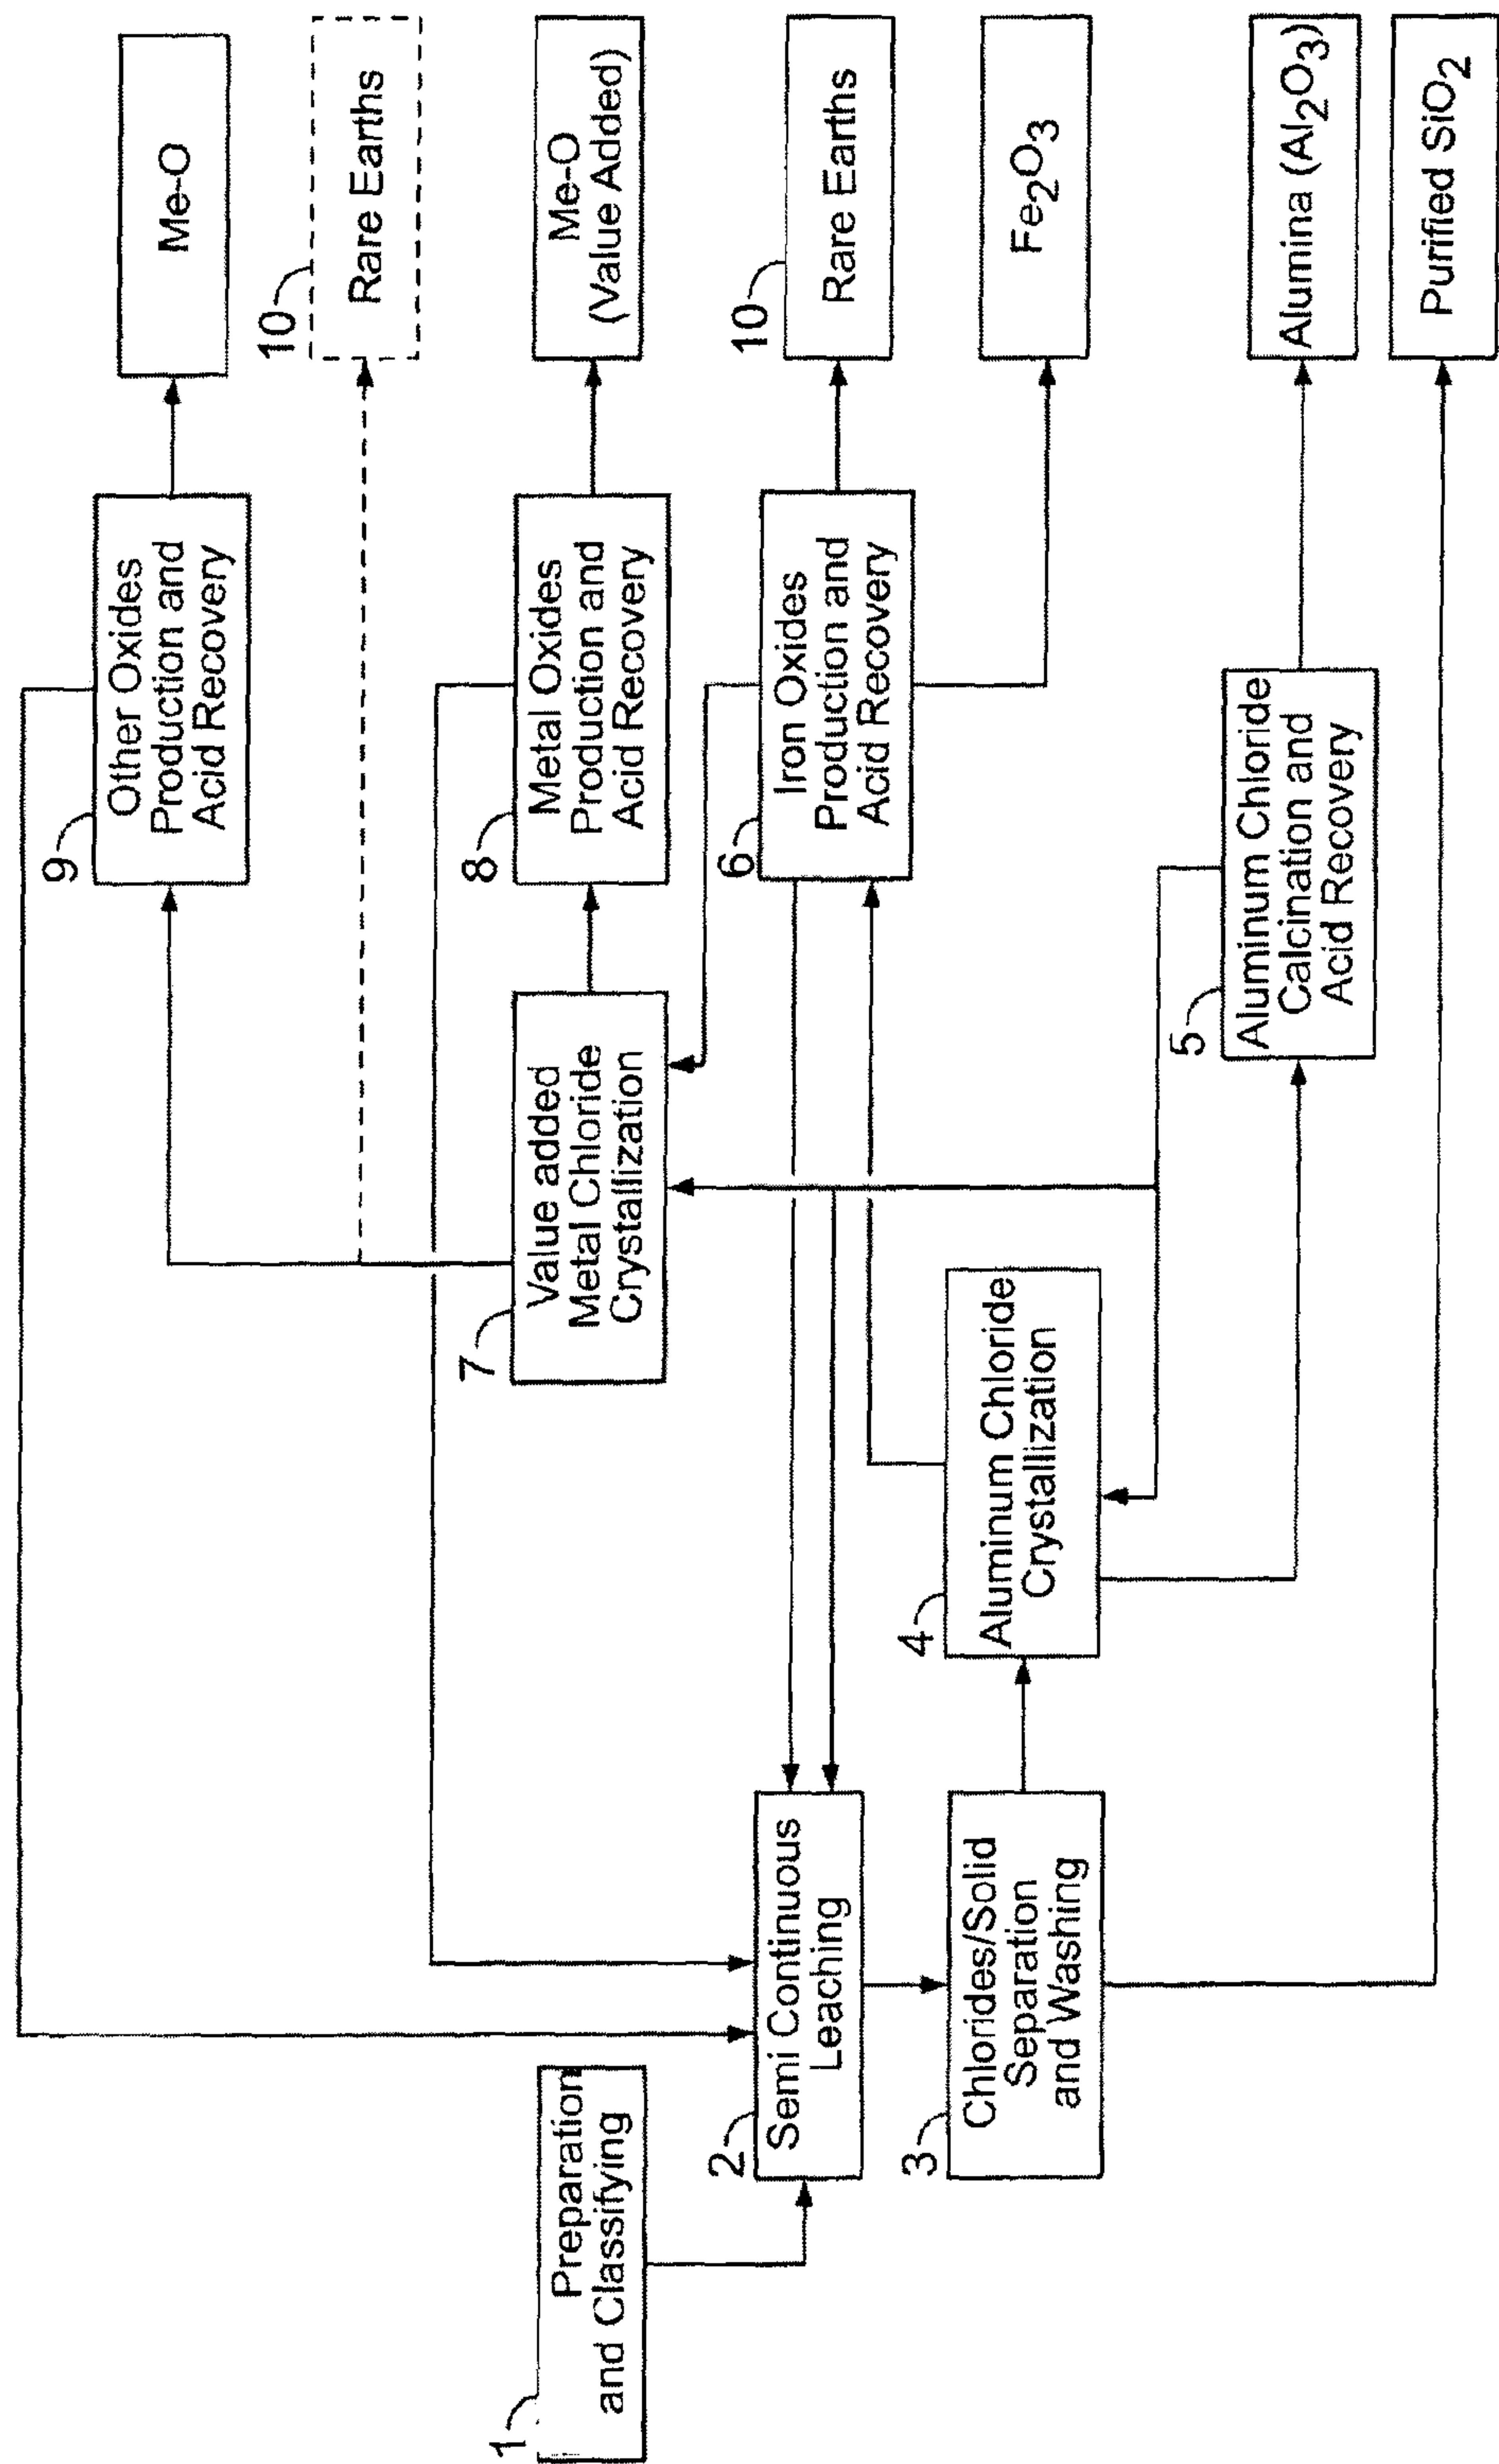 1
Preparation
and Classifying
2
Semi Continuous
Leaching
3
Chlorides/Solid
Separation
and Washing
4
Aluminum Chloride
Crystallization
5
Aluminum Chloride
Calcination and
Acid Recovery
6
Iron Oxides
Production and
Acid Recovery
7
Value added
Metal Chloride
Crystallization
8
Metal Oxides
Production and
Acid Recovery
9
Other Oxides
Production and
Acid Recovery
Me-O
10
Rare Earths
Me-O
(Value Added)
10
Rare Earths
Fe2O3
Alumina (Al2O3)
Purified SiO2